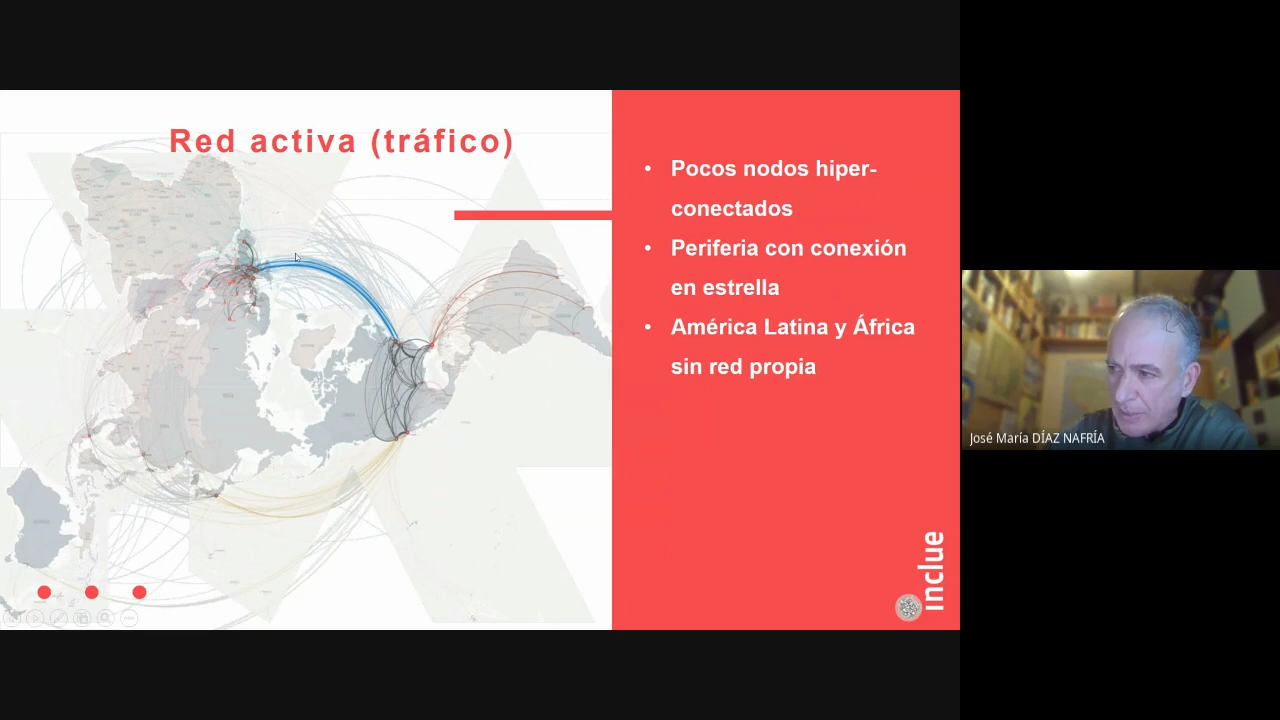 Red activa (tráfico)
• Pocos nodos hiper-
conectados
• Periferia con conexión
en estrella
• América Latina y África
sin red propia
inclue
José María DÍAZ NAFRÍA